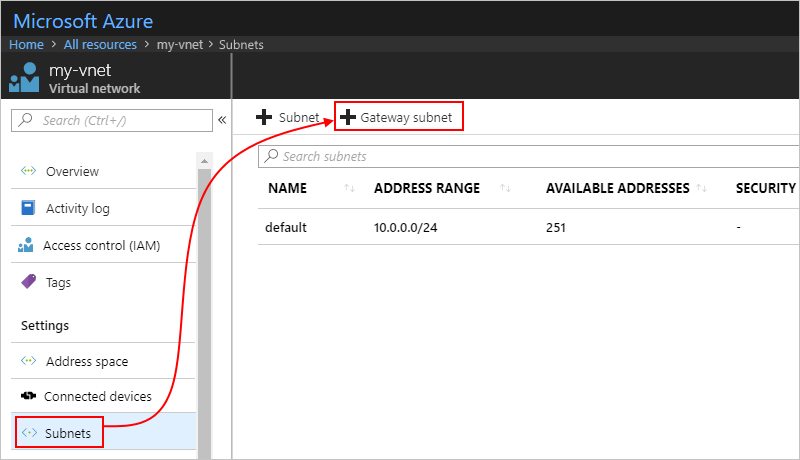 Microsoft Azure
Home > All resources > my-vnet > Subnets
my-vnet
Virtual network
Search (Ctrl+/)
«
Subnet
Gateway subnet
Search subnets
Overview
Activity log
Access control (IAM)
Tags
Settings
Address space
Connected devices
Subnets
NAME ADDRESS RANGE AVAILABLE ADDRESSES SECURITY
default 10.0.0.0/24 251 -